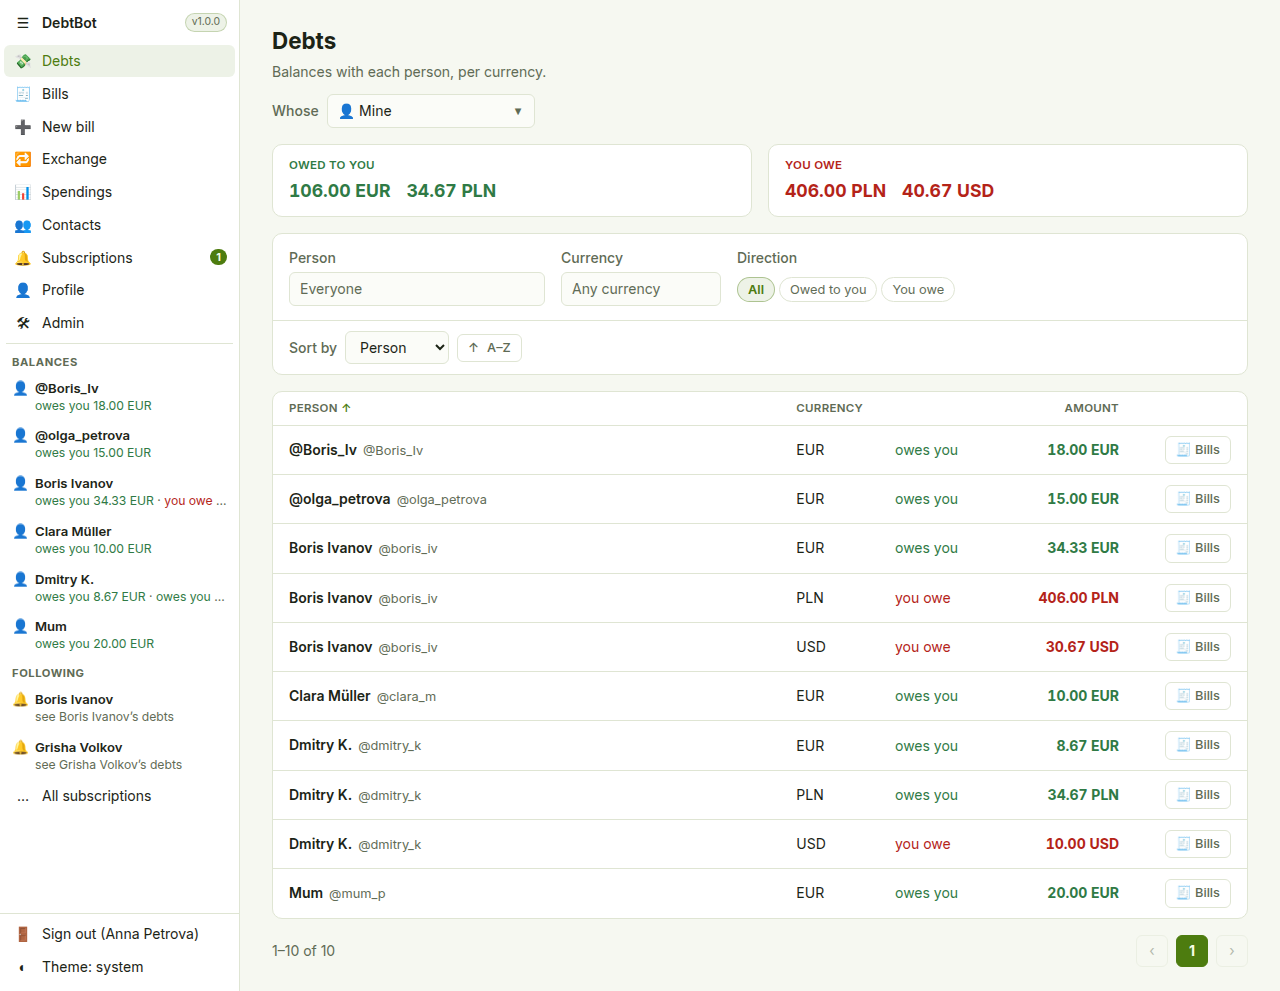 ☰ DebtBot v1.0.0
Debts
Bills
New bill
Exchange
Spendings
Contacts
Subscriptions 1
Profile
Admin
BALANCES
@Boris_Iv
owes you 18.00 EUR
@olga_petrova
owes you 15.00 EUR
Boris Ivanov
owes you 34.33 EUR · you owe ...
Clara Müller
owes you 10.00 EUR
Dmitry K.
owes you 8.67 EUR · owes you ...
Mum
owes you 20.00 EUR
FOLLOWING
Boris Ivanov
see Boris Ivanov’s debts
Grisha Volkov
see Grisha Volkov’s debts
... All subscriptions
Sign out (Anna Petrova)
Theme: system
Debts
Balances with each person, per currency.
Whose Mine ▼
OWED TO YOU
106.00 EUR 34.67 PLN
YOU OWE
406.00 PLN 40.67 USD
Person Currency Direction
Everyone Any currency All Owed to you You owe
Sort by Person ↑ A–Z
PERSON ↑ CURRENCY AMOUNT
@Boris_Iv @Boris_Iv EUR owes you 18.00 EUR Bills
@olga_petrova @olga_petrova EUR owes you 15.00 EUR Bills
Boris Ivanov @boris_iv EUR owes you 34.33 EUR Bills
Boris Ivanov @boris_iv PLN you owe 406.00 PLN Bills
Boris Ivanov @boris_iv USD you owe 30.67 USD Bills
Clara Müller @clara_m EUR owes you 10.00 EUR Bills
Dmitry K. @dmitry_k EUR owes you 8.67 EUR Bills
Dmitry K. @dmitry_k PLN owes you 34.67 PLN Bills
Dmitry K. @dmitry_k USD you owe 10.00 USD Bills
Mum @mum_p EUR owes you 20.00 EUR Bills
1–10 of 10 ‹ 1 ›